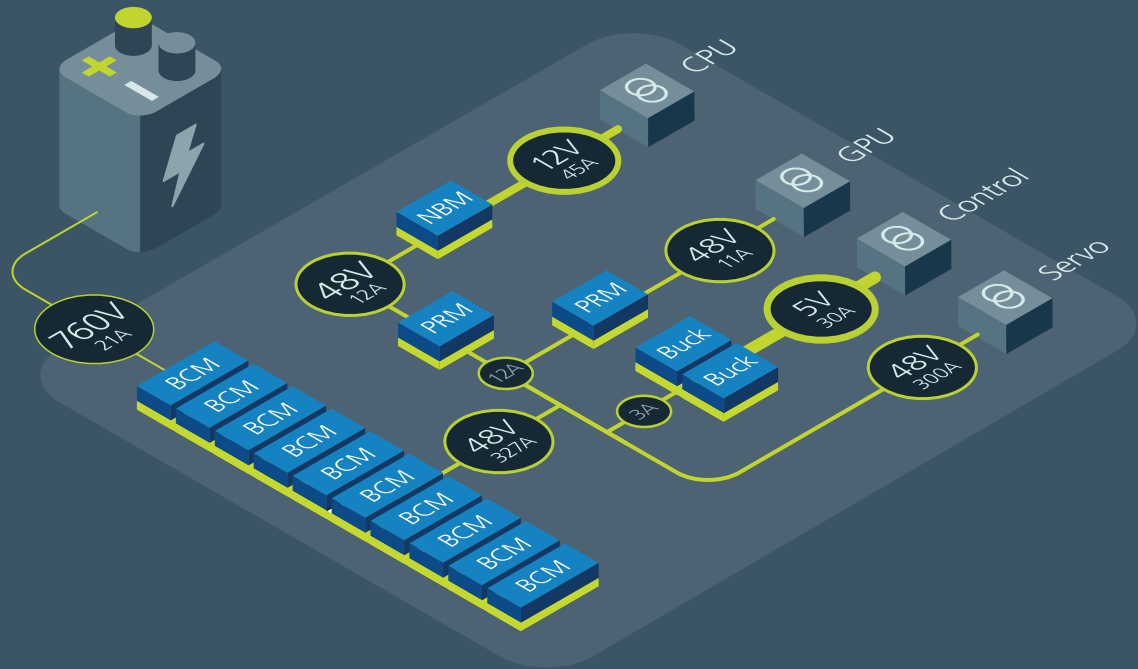 CPU
GPU
Control
Servo
12V
45A
NBM
48V
12A
PRM
48V
11A
PRM
5V
30A
Buck
Buck
12A
3A
48V
300A
48V
327A
760V
21A
BCM
BCM
BCM
BCM
BCM
BCM
BCM
BCM
BCM
BCM